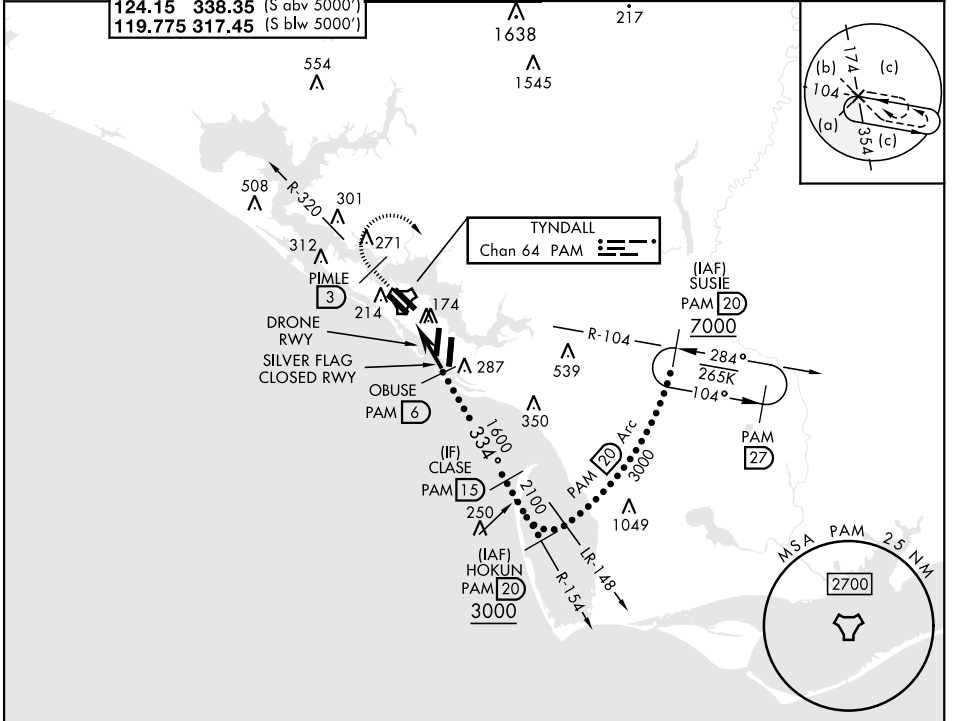 124.15 338.35 (S abv 5000')
119.775 317.45 (S blw 5000')
1638
217
554
1545
174
(b)
(c)
104
(a)
354
(c)
508
R-320
301
271
312
TYNDALL
Chan 64 PAM
PIMLE
3
214
174
(IAF)
SUSIE
PAM 20
7000
DRONE
RWY
SILVER FLAG
CLOSED RWY
R-104
284°
265K
104°
287
539
OBUSE
PAM 6
350
PAM
27
1600
334°
PAM 20 Arc
3000
(IF)
CLASE
PAM 15
2100
250
1049
(IAF)
HOKUN
PAM 20
3000
LR-148
R-154
MSA PAM 25 NM
2700